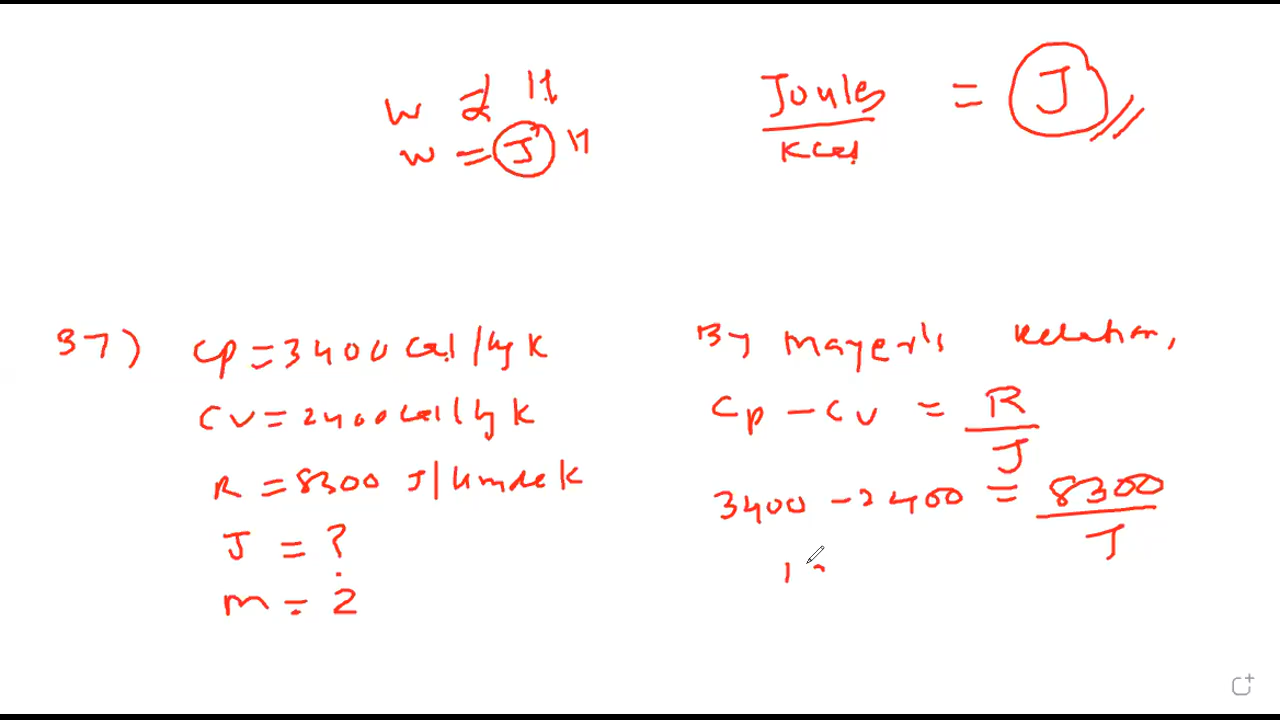 W ∝ H
W = J H
Joules / Kcal = J
37) Cp = 3400 Cal/kg K
Cv = 2400 Cal/kg K
R = 8300 J/Kmole K
J = ?
m = 2
By Mayer's Relation,
Cp - Cv = R/J
3400 - 2400 = 8300/J
1